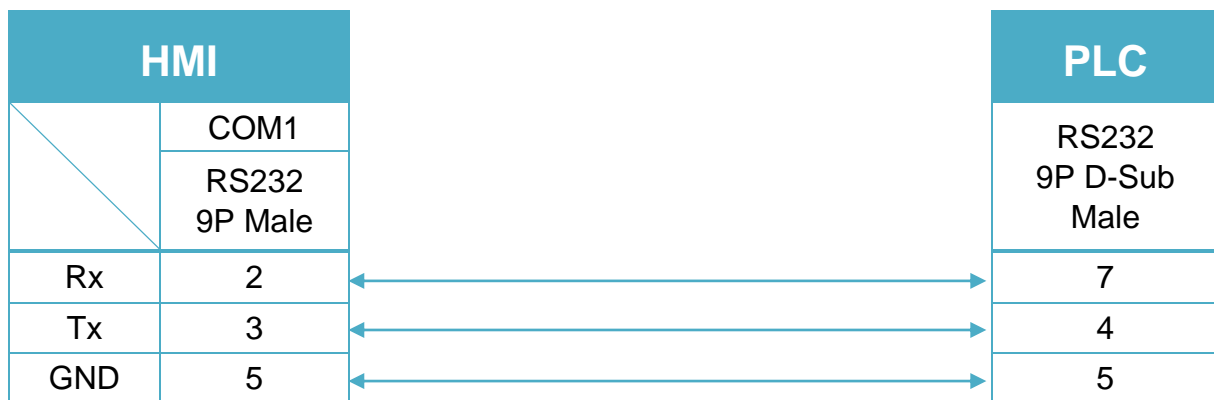 HMI
PLC
COM1
RS232
9P Male
RS232
9P D-Sub
Male
Rx 2 7
Tx 3 4
GND 5 5